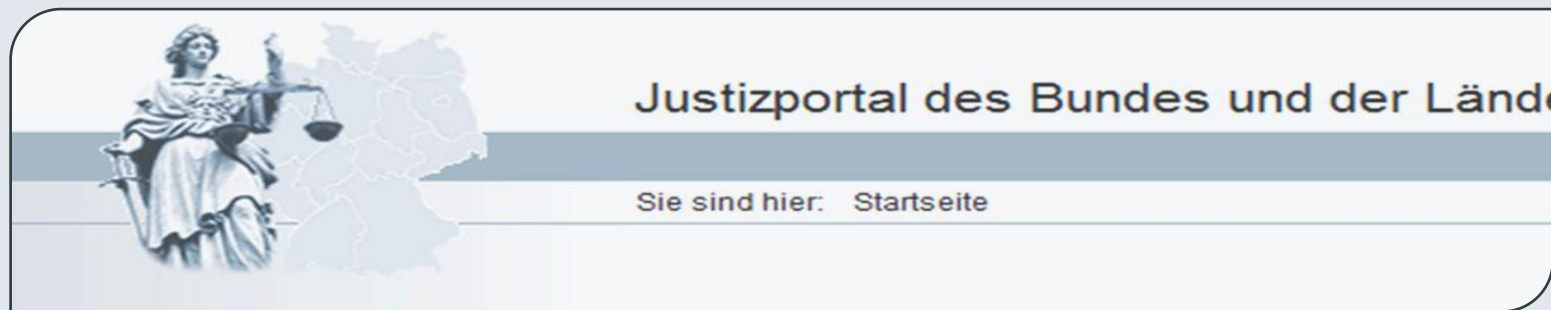 Justizportal des Bundes und der Lände
Sie sind hier: Startseite